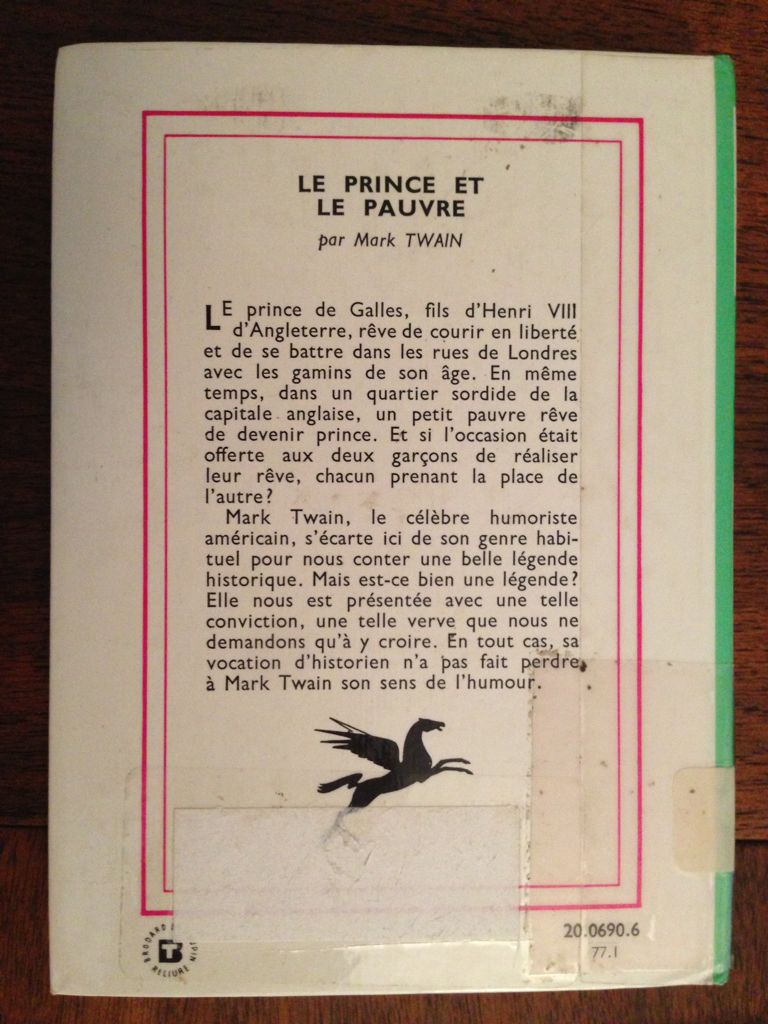 LE PRINCE ET
LE PAUVRE
par Mark TWAIN
LE prince de Galles, fils d'Henri VIII
d'Angleterre, rêve de courir en liberté
et de se battre dans les rues de Londres
avec les gamins de son âge. En même
temps, dans un quartier sordide de la
capitale anglaise, un petit pauvre rêve
de devenir prince. Et si l'occasion était
offerte aux deux garçons de réaliser
leur rêve, chacun prenant la place de
l'autre?
Mark Twain, le célèbre humoriste
américain, s'écarte ici de son genre habi-
tuel pour nous conter une belle légende
historique. Mais est-ce bien une légende?
Elle nous est présentée avec une telle
conviction, une telle verve que nous ne
demandons qu'à y croire. En tout cas, sa
vocation d'historien n'a pas fait perdre
à Mark Twain son sens de l'humour.
BRODARD
RELIURE
20.0690.6
77.1